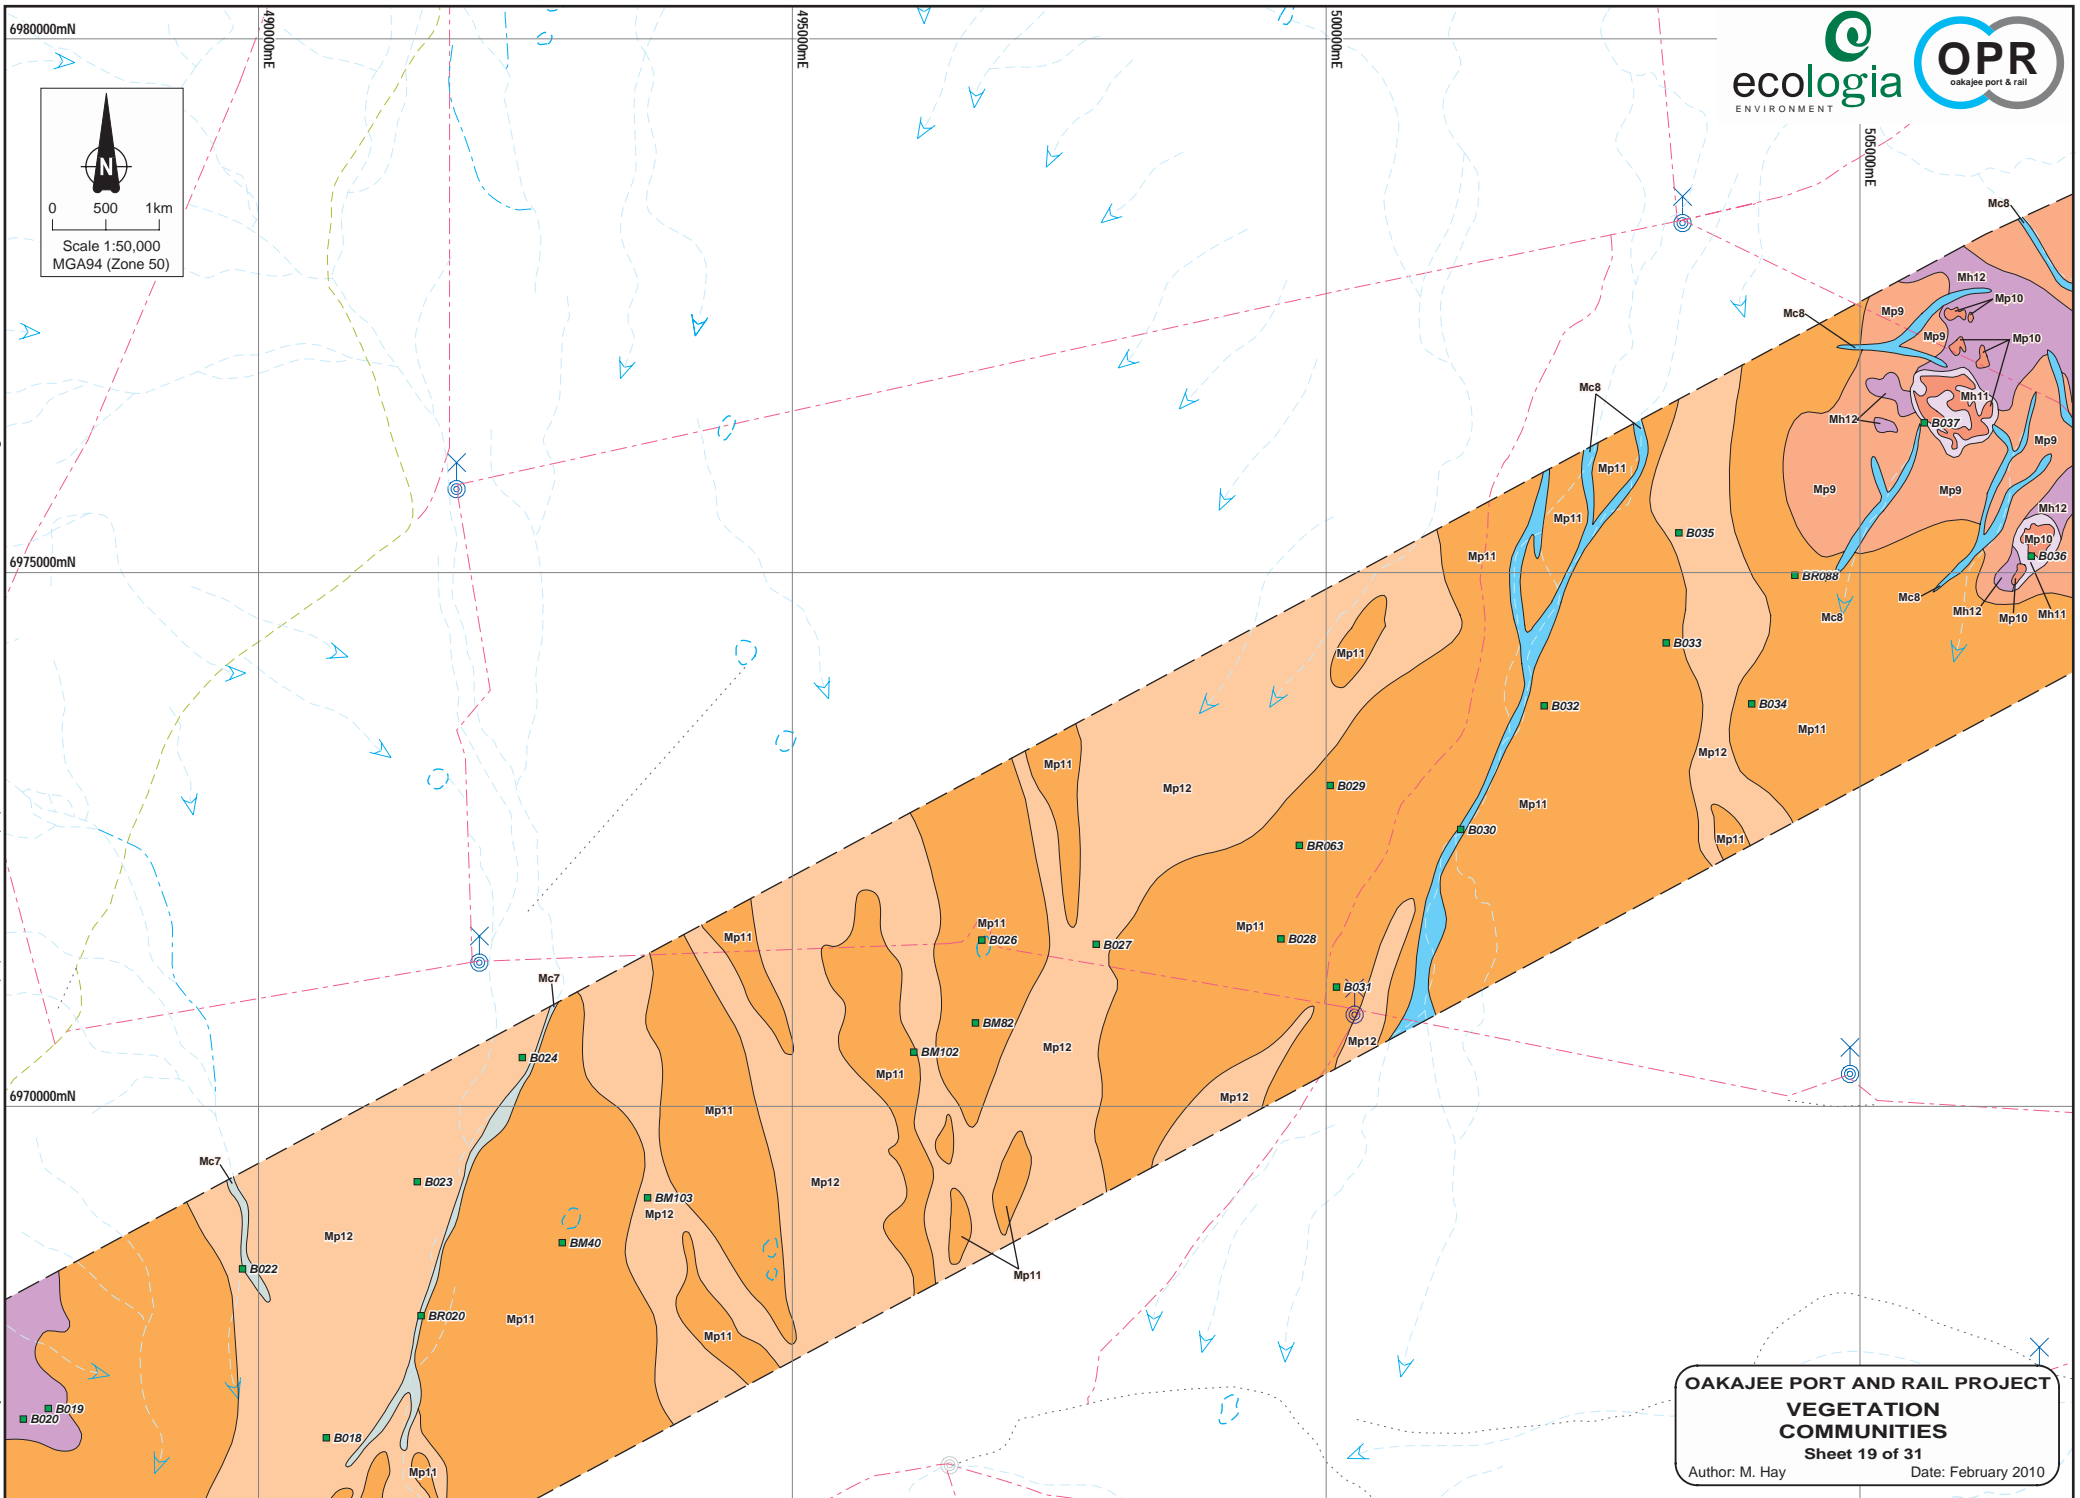 6980000mN
490000mE
495000mE
500000mE
505000mE
ecologia
ENVIRONMENT
OPR
oakajee port & rail
N
0 500 1km
Scale 1:50,000
MGA94 (Zone 50)
Mc8
Mh12
Mp10
Mp9
Mc8
Mp9
Mp10
Mc8
Mh11
Mh12
B037
Mp9
Mp11
Mp9
Mp9
Mh12
Mp11
B035
Mp10
Mp11
B036
6975000mN
BR088
Mc8
Mh12
Mp10
Mh11
Mc8
B033
Mp11
B032
B034
Mp11
Mp12
Mp11
Mp12
B029
Mp11
B030
Mp11
BR063
Mp11
Mp11
Mp11
B026
B027
B028
Mc7
B031
BM82
Mp12
Mp12
B024
BM102
Mp11
Mp12
6970000mN
Mp11
Mc7
B023
Mp12
BM103
Mp12
Mp12
BM40
B022
Mp11
BR020
Mp11
Mp11
B019
B020
B018
Mp11
OAKAJEE PORT AND RAIL PROJECT
VEGETATION
COMMUNITIES
Sheet 19 of 31
Author: M. Hay Date: February 2010